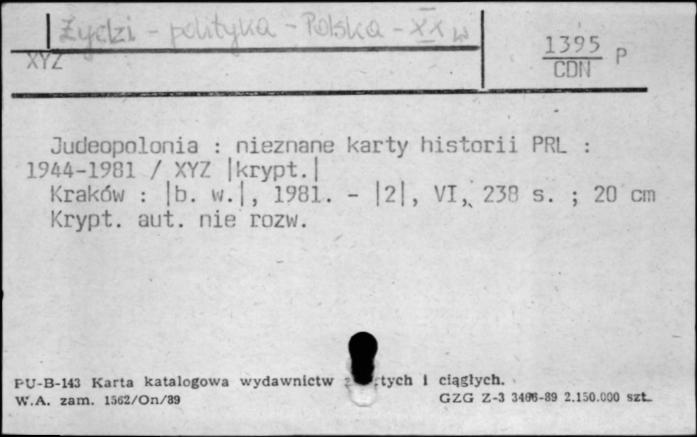 Żydzi - polityka - Polska - XX w
XYZ
1395 P
CDN
Judeopolonia : nieznane karty historii PRL :
1944-1981 / XYZ |krypt.|
Kraków : |b. w.|, 1981. - |2|, VI, 238 s. ; 20 cm
Krypt. aut. nie rozw.
PU-B-143 Karta katalogowa wydawnictw i ciągłych.
W.A. zam. 1562/On/89
GZG Z-3 3406-89 2.150.000 szt.